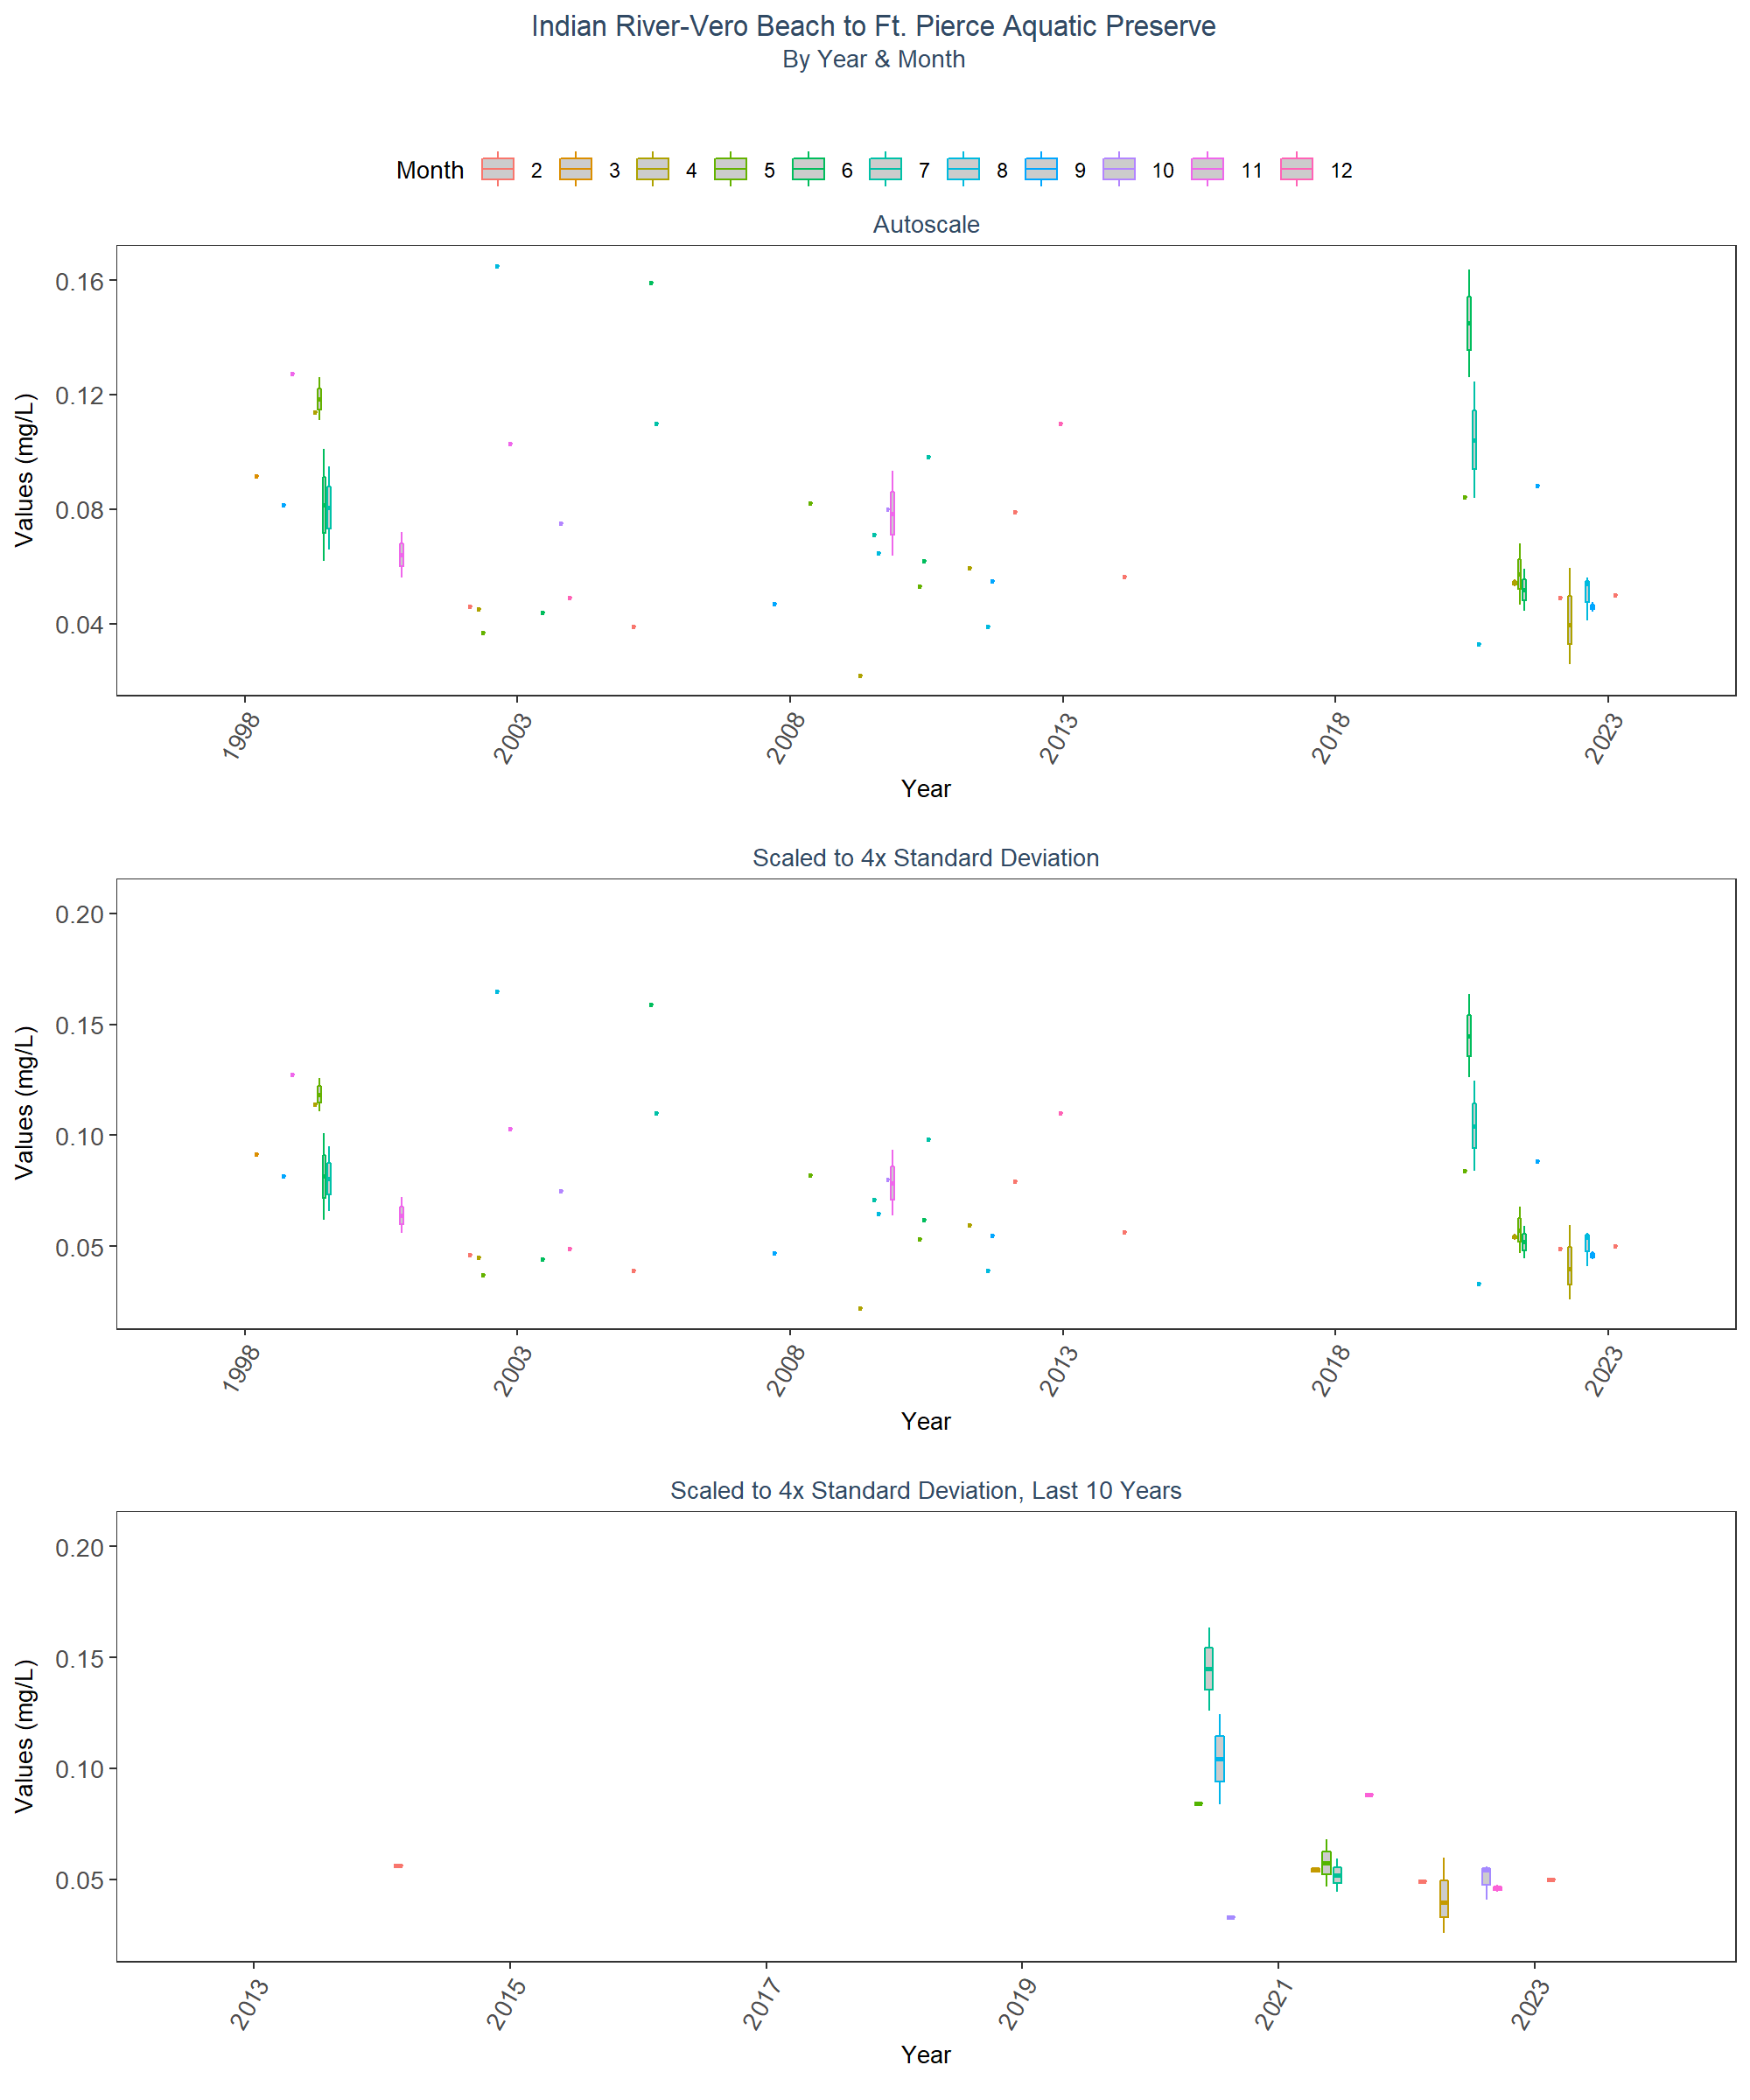 Indian River-Vero Beach to Ft. Pierce Aquatic Preserve
By Year & Month
Month 2 3 4 5 6 7 8 9 10 11 12
Autoscale
Values (mg/L)
0.16
0.12
0.08
0.04
1998 2003 2008 2013 2018 2023
Year
Scaled to 4x Standard Deviation
Values (mg/L)
0.20
0.15
0.10
0.05
1998 2003 2008 2013 2018 2023
Year
Scaled to 4x Standard Deviation, Last 10 Years
Values (mg/L)
0.20
0.15
0.10
0.05
2013 2015 2017 2019 2021 2023
Year